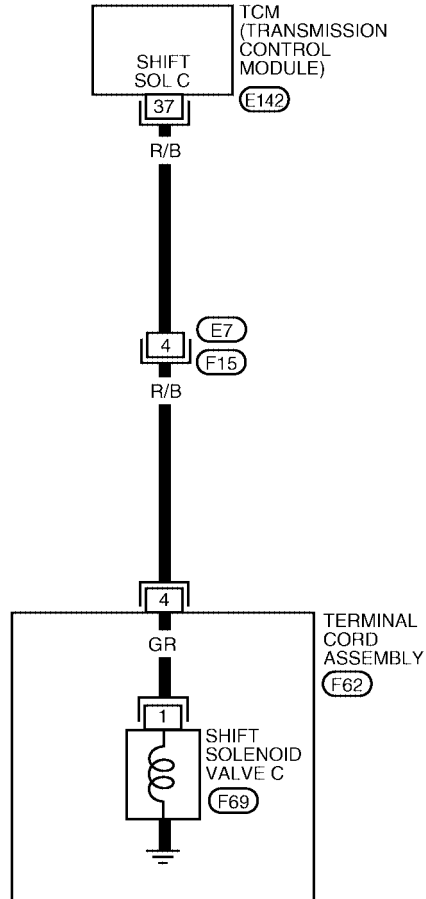 TCM
(TRANSMISSION
CONTROL
MODULE)
E142
SHIFT
SOL C
37
R/B
4
E7
F15
R/B
4
TERMINAL
CORD
ASSEMBLY
F62
GR
1
SHIFT
SOLENOID
VALVE C
F69